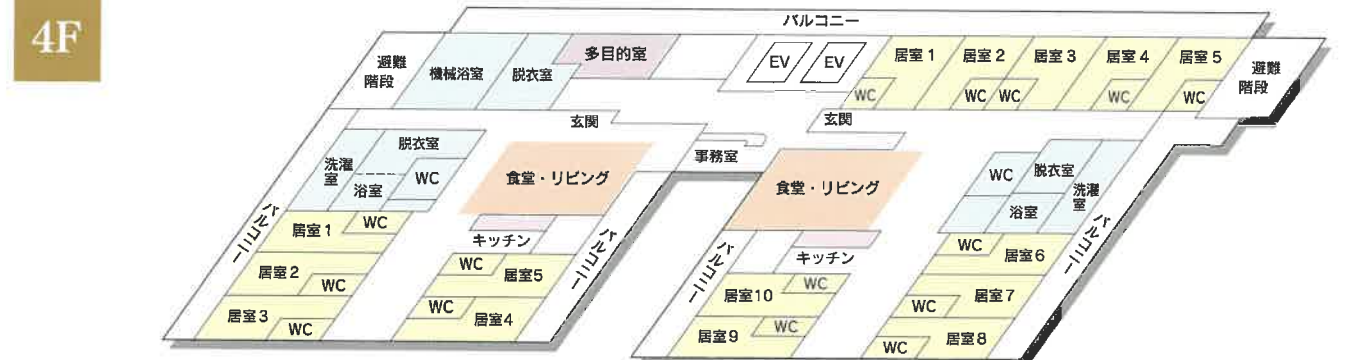 4F
バルコニー
避難
階段
機械浴室
脱衣室
多目的室
EV
EV
居室1
居室2
居室3
居室4
居室5
避難
階段
WC
WC
WC
WC
WC
玄関
玄関
事務室
洗濯
室
脱衣室
浴室
WC
食堂・リビング
食堂・リビング
WC
脱衣室
浴室
洗濯
室
バルコニー
居室1
WC
居室2
WC
居室3
WC
キッチン
WC
居室5
WC
居室4
バルコニー
バルコニー
キッチン
居室10
WC
居室9
WC
WC
居室6
WC
居室7
WC
居室8
バルコニー